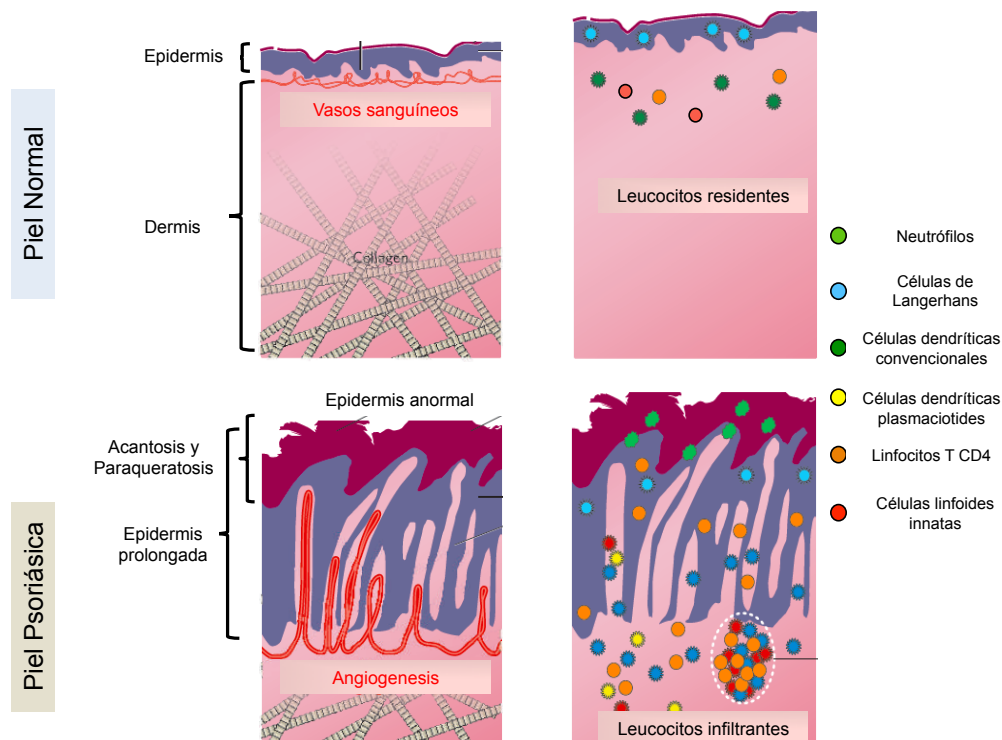 Piel Normal
Epidermis
Dermis
Vasos sanguíneos
Collagen
Leucocitos residentes
Neutrófilos
Células de
Langerhans
Células dendríticas
convencionales
Células dendríticas
plasmaciotides
Linfocitos T CD4
Células linfoides
innatas
Piel Psoriásica
Epidermis anormal
Acantosis y
Paraqueratosis
Epidermis
prolongada
Angiogenesis
Leucocitos infiltrantes